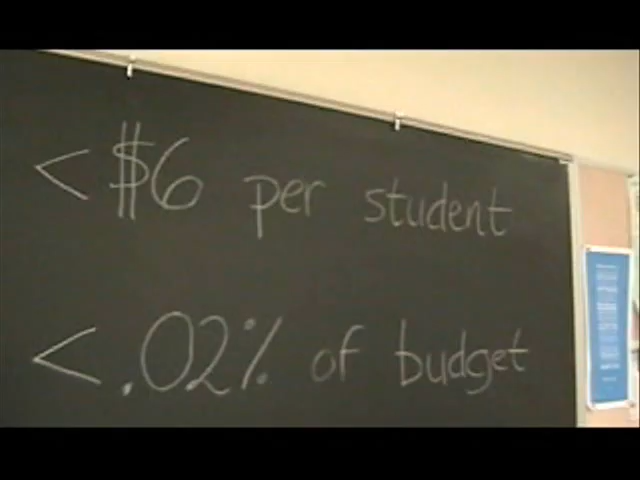 <$6 per student
<.02% of budget